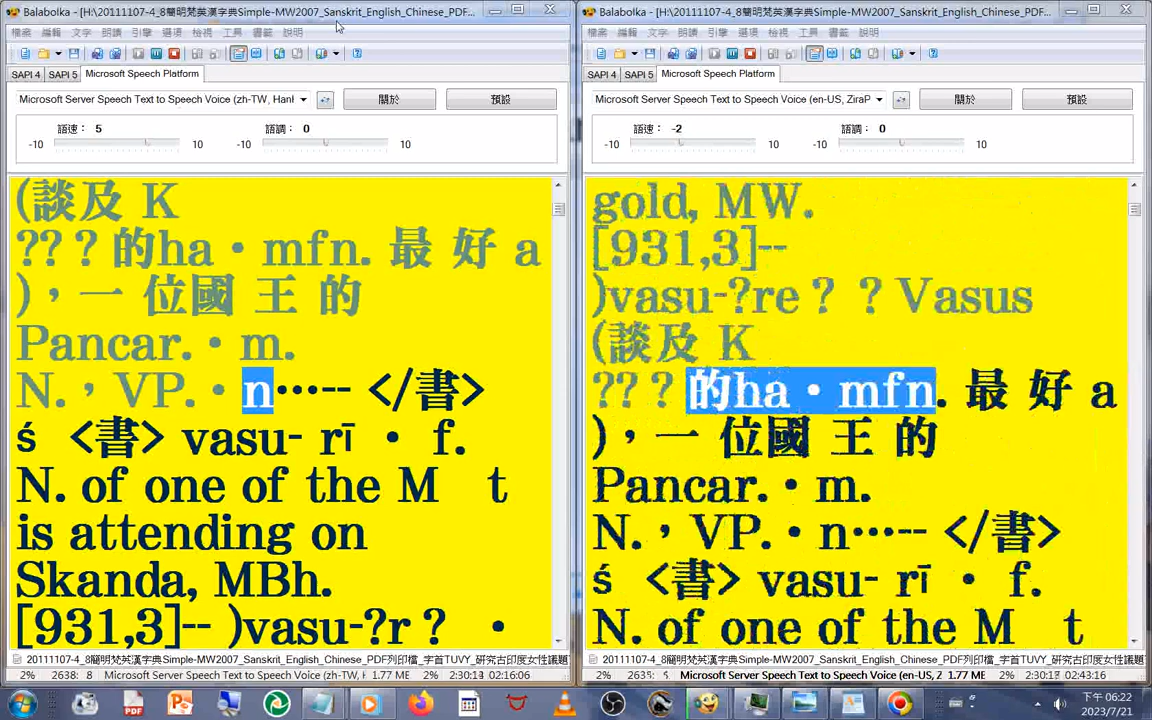 Balabolka - [H:\20111107-4_8簡明梵英漢字典Simple-MW2007_Sanskrit_English_Chinese_PDF...
檔案 編輯 文字 朗讀 引擎 選項 檢視 工具 書籤 說明
SAPI 4 SAPI 5 Microsoft Speech Platform
Microsoft Server Speech Text to Speech Voice (zh-TW, Hanl
關於
預設
語速: 5
語調: 0
-10 10 -10 10
(談及 K
?? ? 的ha·mfn. 最 好 a
),一 位國 王 的
Pancar.·m.
N.,VP.·n…-- </書>
ś <書> vasu- rī · f.
N. of one of the M t
is attending on
Skanda, MBh.
[931,3]-- )vasu-?r ? ·
20111107-4_8簡明梵英漢字典Simple-MW2007_Sanskrit_English_Chinese_PDF列印檔_字首TUVY_研究古印度女性議題
2% 2638: 8 Microsoft Server Speech Text to Speech Voice (zh-TW, H 1.77 MB 2% 2:30:14 02:16:06
Balabolka - [H:\20111107-4_8簡明梵英漢字典Simple-MW2007_Sanskrit_English_Chinese_PDF...
檔案 編輯 文字 朗讀 引擎 選項 檢視 工具 書籤 說明
SAPI 4 SAPI 5 Microsoft Speech Platform
Microsoft Server Speech Text to Speech Voice (en-US, ZiraP
關於
預設
語速: -2
語調: 0
-10 10 -10 10
gold, MW.
[931,3]--
)vasu-?re ? ? Vasus
(談及 K
?? ? 的ha·mfn. 最 好 a
),一 位國 王 的
Pancar.·m.
N.,VP.·n…-- </書>
ś <書> vasu- rī · f.
N. of one of the M t
20111107-4_8簡明梵英漢字典Simple-MW2007_Sanskrit_English_Chinese_PDF列印檔_字首TUVY_研究古印度女性議題
2% 2635: Microsoft Server Speech Text to Speech Voice (en-US, Z 1.77 MB 2% 02:43:16
下午 06:22
2023/7/21